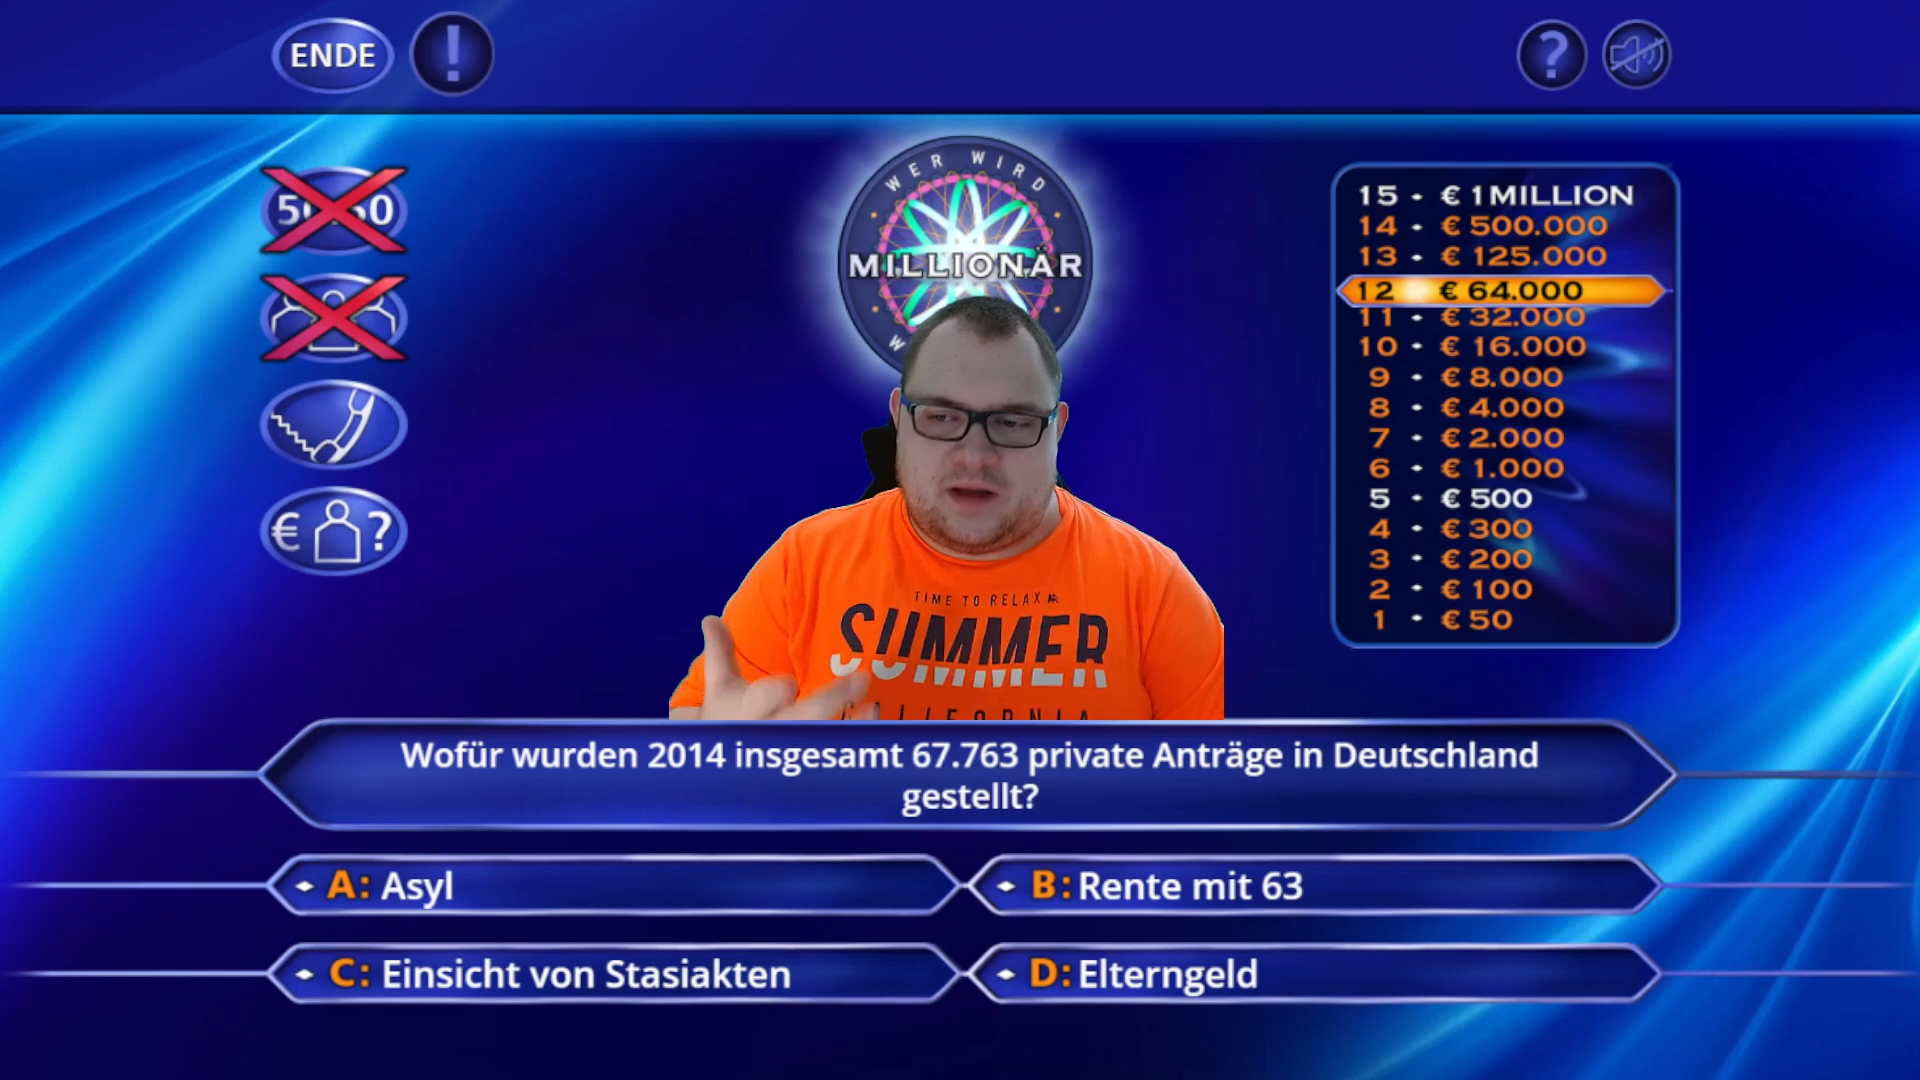 ENDE
!
?
50:50
WER WIRD
MILLIONÄR
W
€ ?
15 · € 1 MILLION
14 · € 500.000
13 · € 125.000
12 € 64.000
11 · € 32.000
10 · € 16.000
9 · € 8.000
8 · € 4.000
7 · € 2.000
6 · € 1.000
5 · € 500
4 · € 300
3 · € 200
2 · € 100
1 · € 50
TIME TO RELAX
SUMMER
CALIFORNIA
Wofür wurden 2014 insgesamt 67.763 private Anträge in Deutschland
gestellt?
A: Asyl
B: Rente mit 63
C: Einsicht von Stasiakten
D: Elterngeld